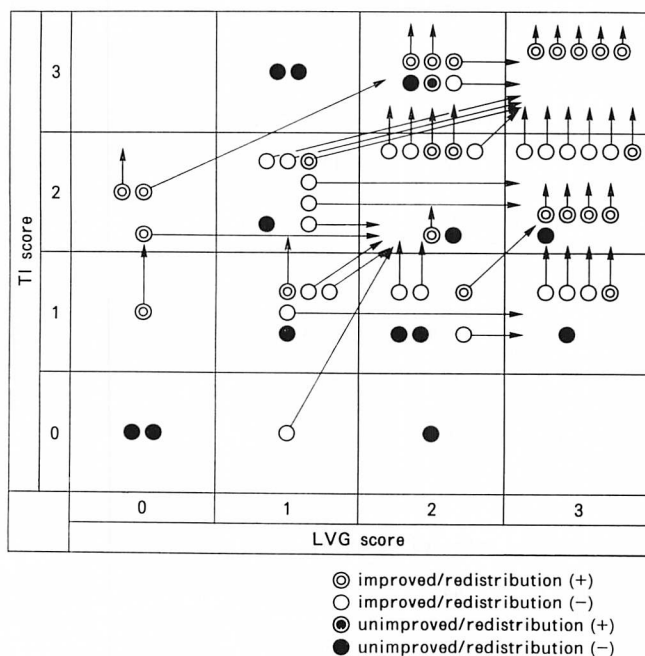 3
2
TI score
1
0
0 1 2 3
LVG score
improved/redistribution (+)
improved/redistribution (−)
unimproved/redistribution (+)
unimproved/redistribution (−)